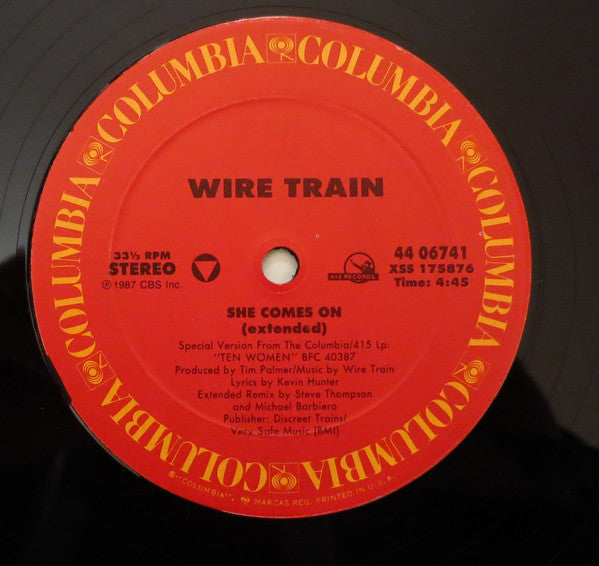 COLUMBIA COLUMBIA COLUMBIA COLUMBIA COLUMBIA COLUMBIA COLUMBIA
WIRE TRAIN
33⅓ RPM
STEREO
℗ 1987 CBS Inc.
415 RECORDS
44 06741
XSS 175876
Time: 4:45
SHE COMES ON
(extended)
Special Version From The Columbia/415 Lp:
"TEN WOMEN" BFC 40387
Produced by Tim Palmer/Music by Wire Train
Lyrics by Kevin Hunter
Extended Remix by Steve Thompson
and Michael Barbiero
Publisher: Discreet Trains/
Very Safe Music (BMI)
®"COLUMBIA", MARCAS REG. PRINTED IN U.S.A.